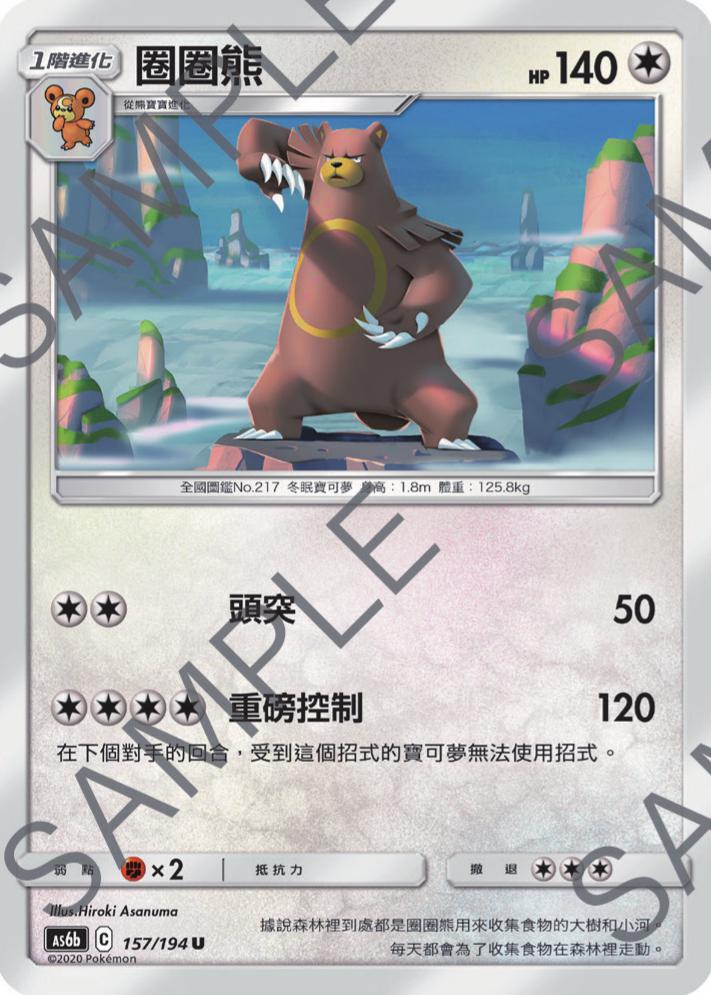 1階進化
圈圈熊
HP 140
從熊寶寶進化
全國圖鑑No.217 冬眠寶可夢 身高：1.8m 體重：125.8kg
頭突 50
重磅控制 120
在下個對手的回合，受到這個招式的寶可夢無法使用招式。
弱點 ×2 抵抗力 撤退
Illus.Hiroki Asanuma
AS6b C 157/194 U
©2020 Pokémon
據說森林裡到處都是圈圈熊用來收集食物的大樹和小河。
每天都會為了收集食物在森林裡走動。
SAMPLE
SAMPLE
SAMPLE
SAMPLE
SAMPLE